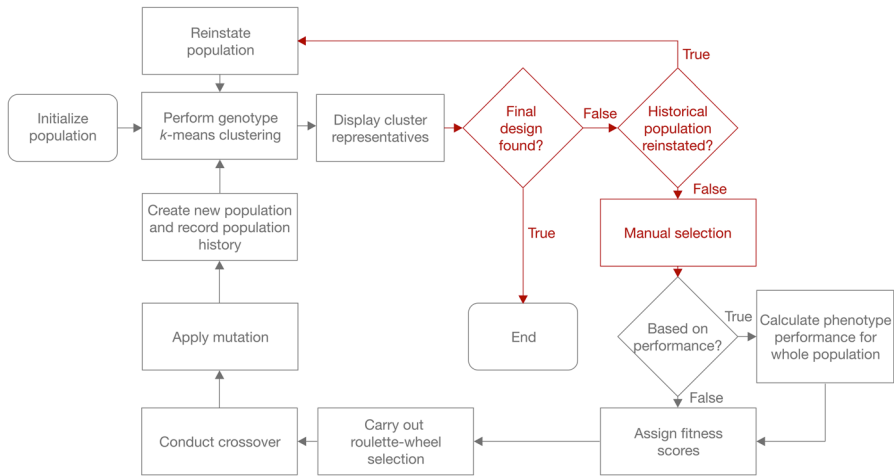 Reinstate
population
True
Initialize
population
Perform genotype
k-means clustering
Display cluster
representatives
Final
design
found?
False
Historical
population
reinstated?
False
Create new population
and record population
history
True
Manual selection
Apply mutation
End
Based on
performance?
True
Calculate phenotype
performance for
whole population
False
Conduct crossover
Carry out
roulette-wheel
selection
Assign fitness
scores